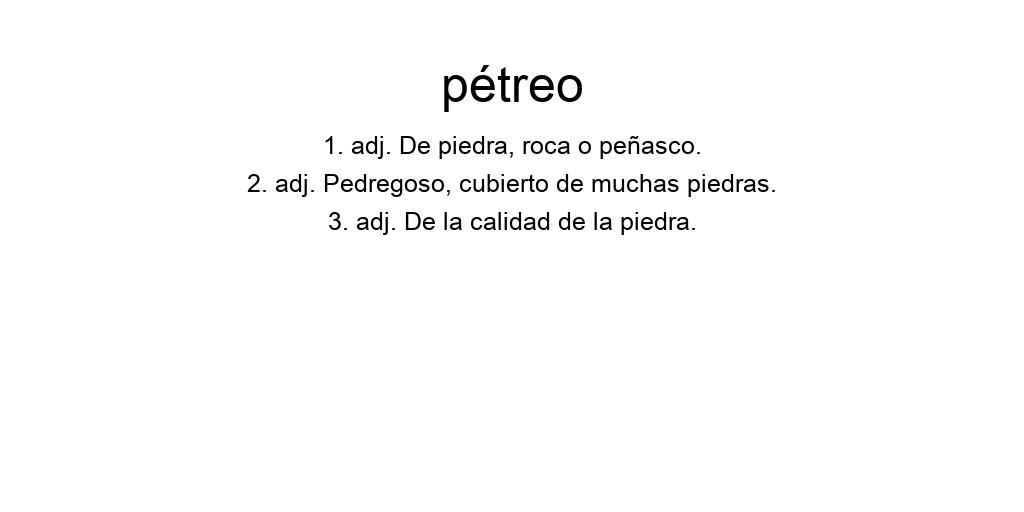 pétreo
1. adj. De piedra, roca o peñasco.
2. adj. Pedregoso, cubierto de muchas piedras.
3. adj. De la calidad de la piedra.